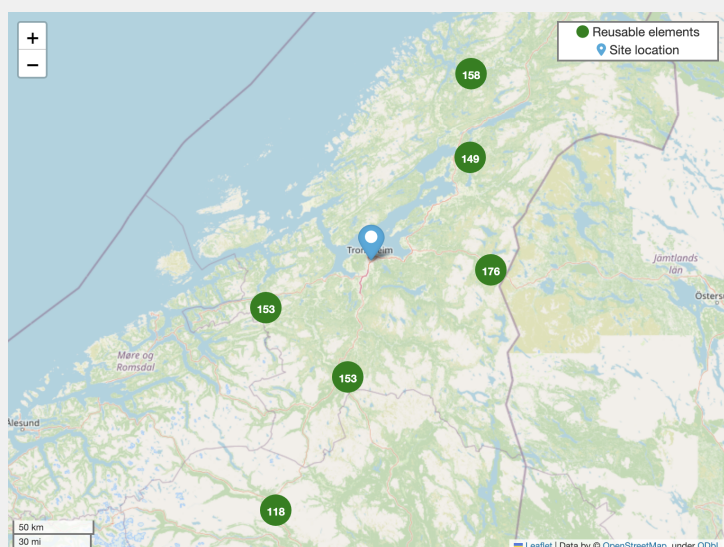 +
−
Reusable elements
Site location
158
149
Trondheim
176
Jämtlands
län
153
Møre og
Romsdal
153
Ålesund
118
50 km
30 mi
Leaflet | Data by © OpenStreetMap, under ODbL